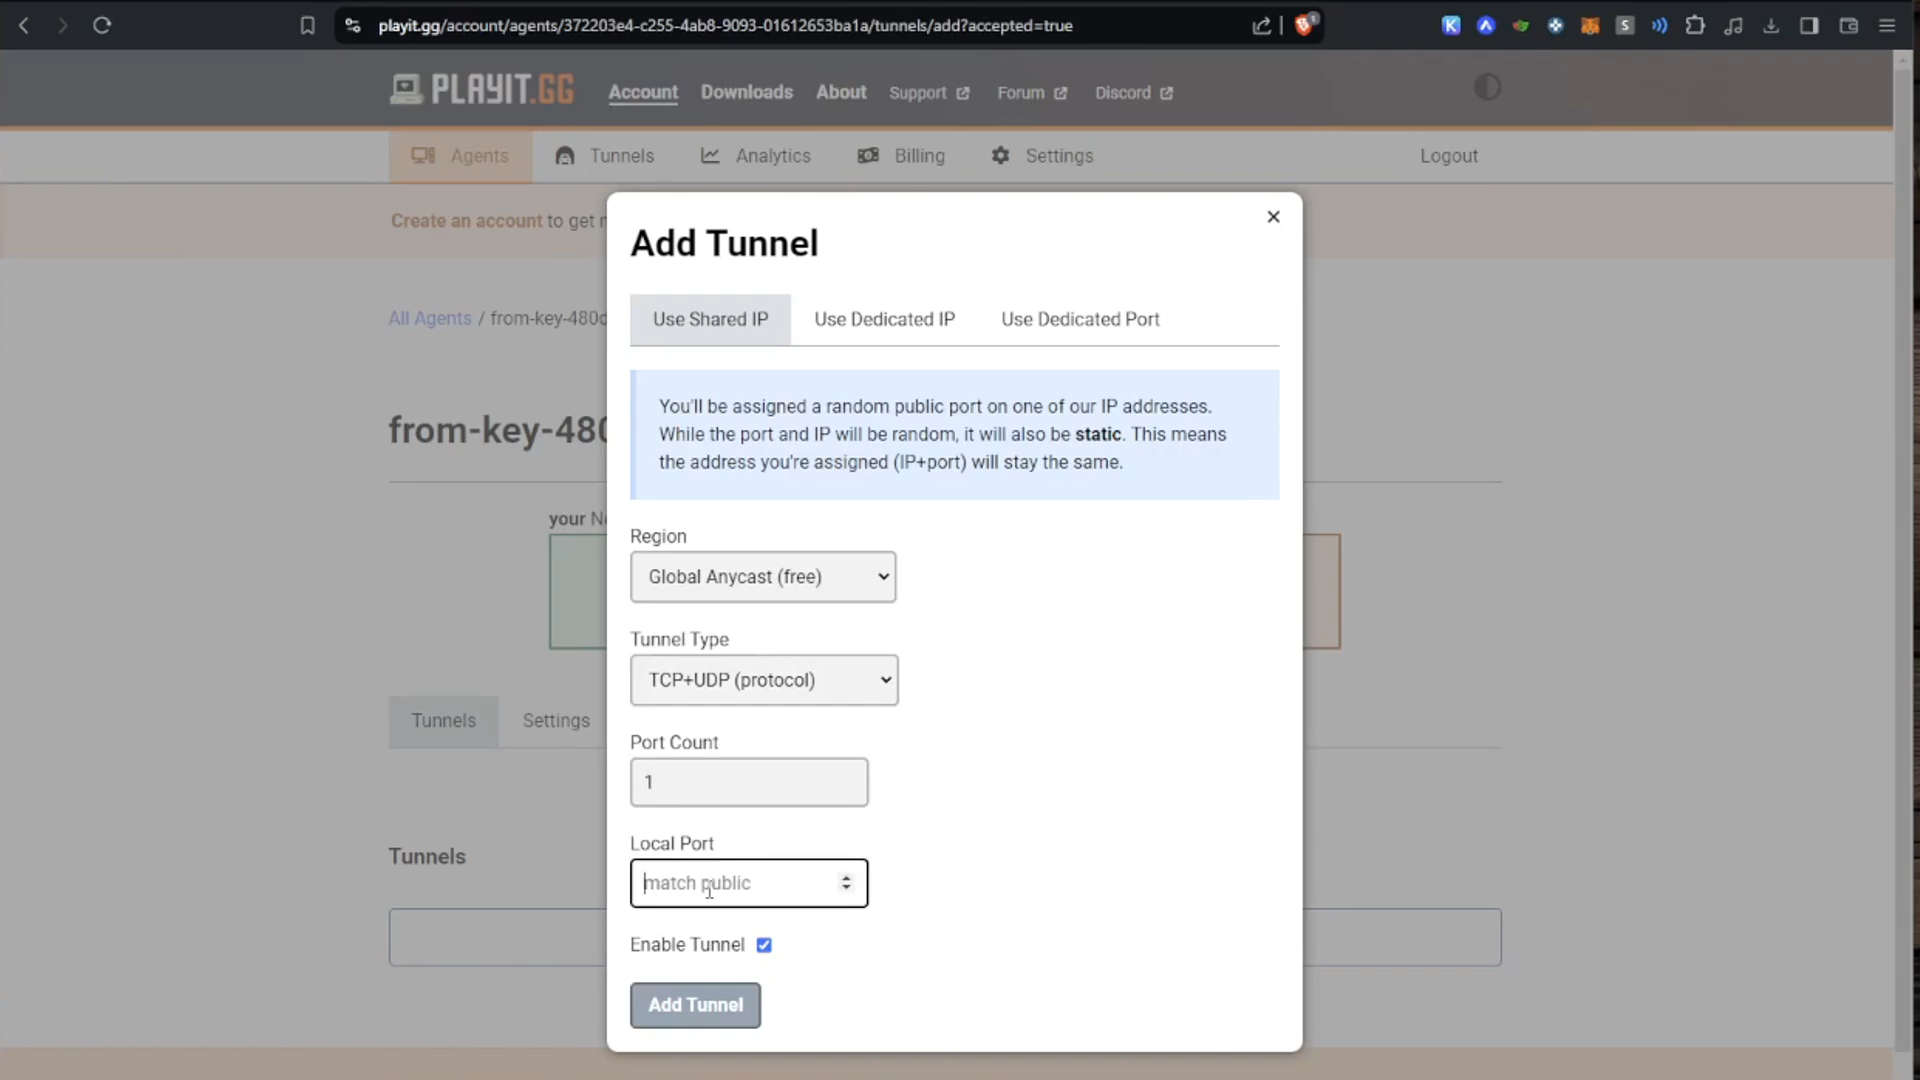 playit.gg/account/agents/372203e4-c255-4ab8-9093-01612653ba1a/tunnels/add?accepted=true
PLAYIT.GG Account Downloads About Support Forum Discord
Agents Tunnels Analytics Billing Settings Logout
Create an account to get
Add Tunnel
Use Shared IP Use Dedicated IP Use Dedicated Port
All Agents / from-key-480
You'll be assigned a random public port on one of our IP addresses.
While the port and IP will be random, it will also be static. This means
the address you're assigned (IP+port) will stay the same.
from-key-480
your
Region
Global Anycast (free)
Tunnel Type
TCP+UDP (protocol)
Tunnels Settings
Port Count
1
Local Port
match public
Tunnels
Enable Tunnel
Add Tunnel